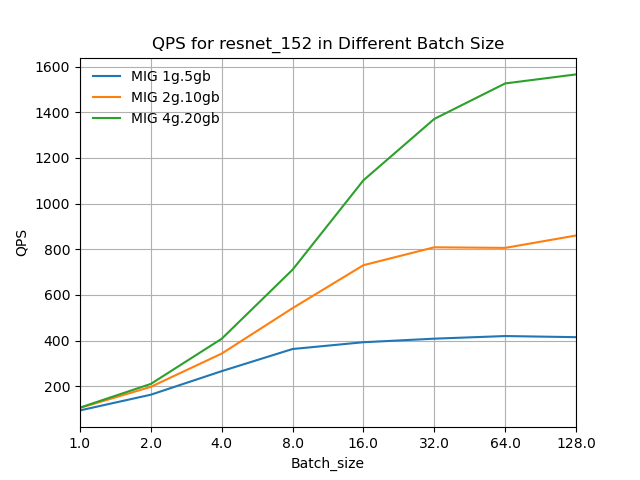 QPS for resnet_152 in Different Batch Size
1600
1400
1200
1000
800
600
400
200
QPS
MIG 1g.5gb
MIG 2g.10gb
MIG 4g.20gb
1.0 2.0 4.0 8.0 16.0 32.0 64.0 128.0
Batch_size